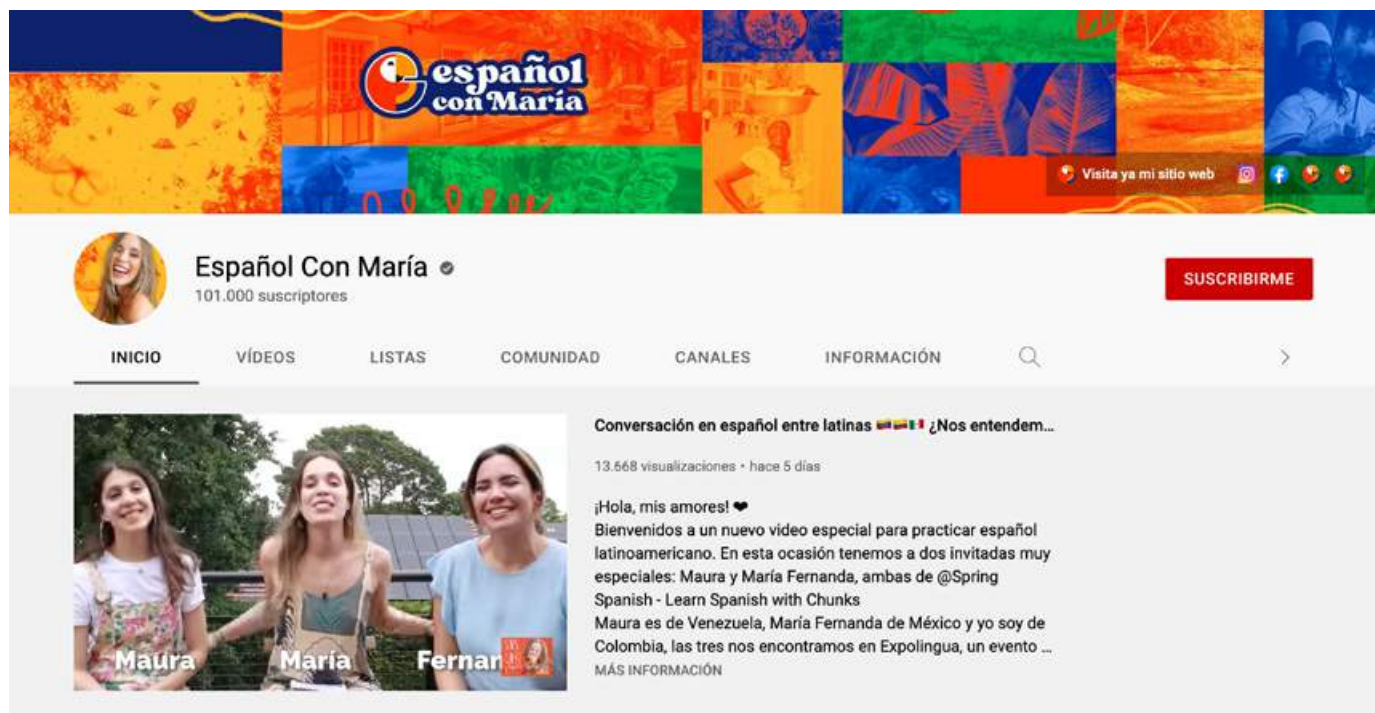 español
con María
Visita ya mi sitio web
Español Con María
101.000 suscriptores
SUSCRIBIRME
INICIO VÍDEOS LISTAS COMUNIDAD CANALES INFORMACIÓN
Conversación en español entre latinas 🇻🇪🇨🇴🇲🇽 ¿Nos entendem...
13.668 visualizaciones • hace 5 días
¡Hola, mis amores! ❤
Bienvenidos a un nuevo video especial para practicar español
latinoamericano. En esta ocasión tenemos a dos invitadas muy
especiales: Maura y María Fernanda, ambas de @Spring
Spanish - Learn Spanish with Chunks
Maura es de Venezuela, María Fernanda de México y yo soy de
Colombia, las tres nos encontramos en Expolingua, un evento ...
MÁS INFORMACIÓN
Maura María Fernan